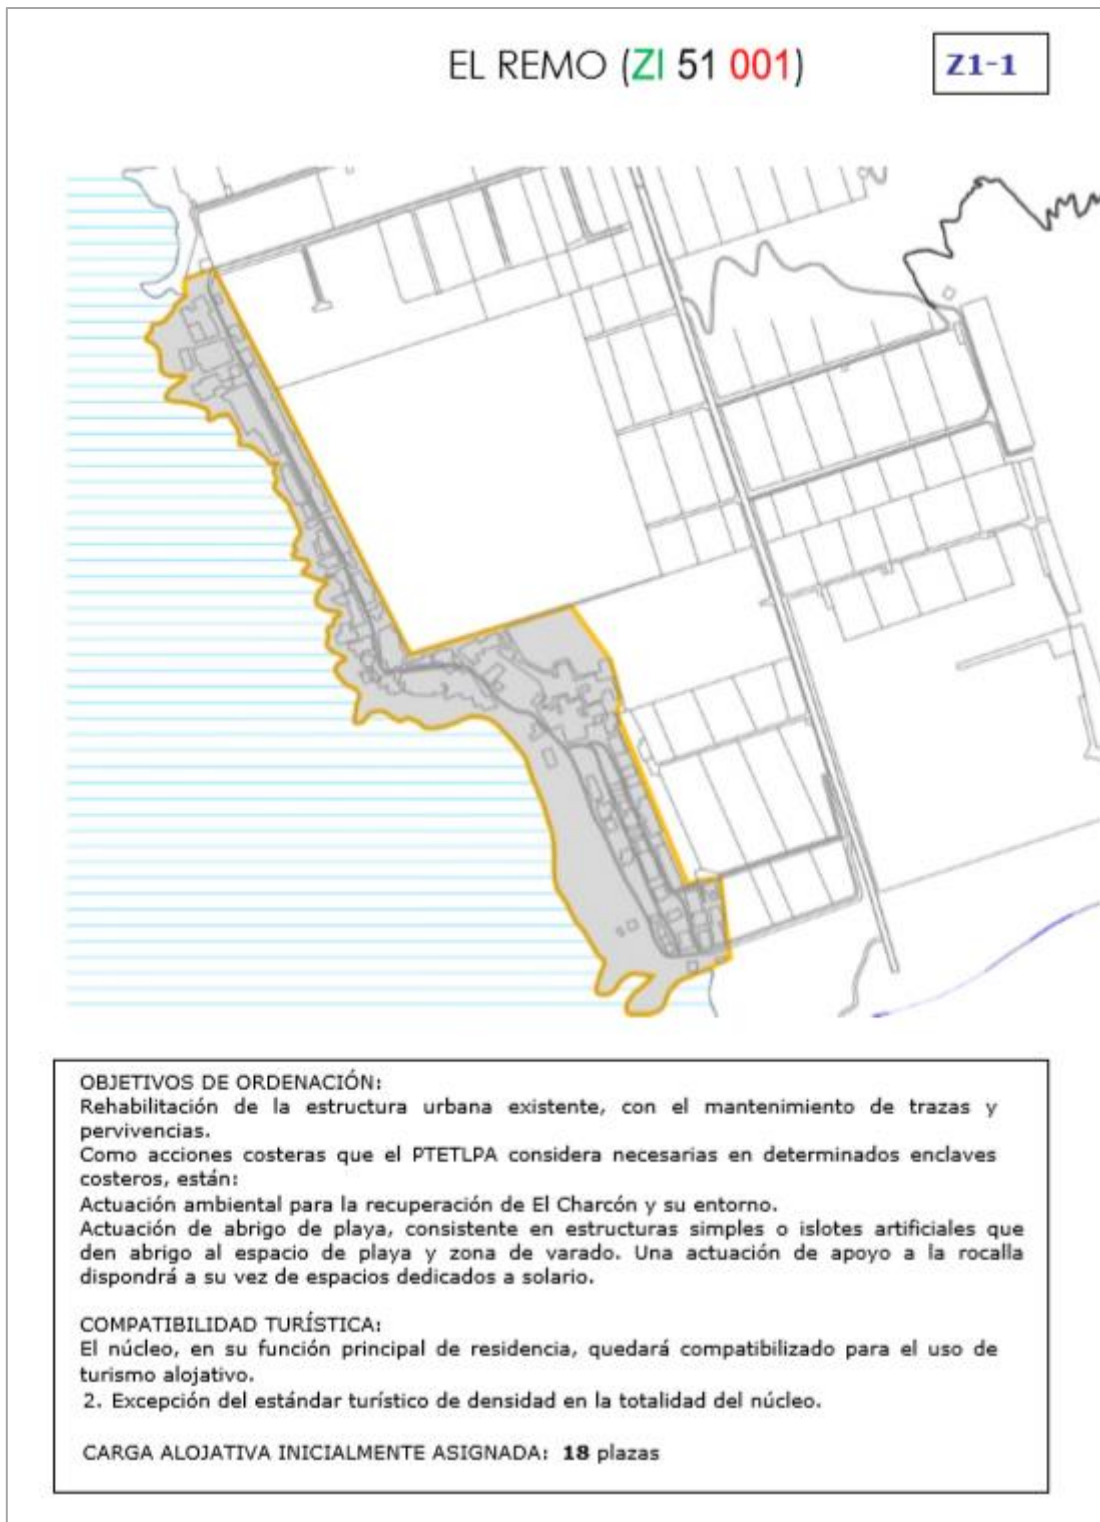 EL REMO (ZI 51 001)
Z1-1
OBJETIVOS DE ORDENACIÓN:
Rehabilitación de la estructura urbana existente, con el mantenimiento de trazas y
pervivencias.
Como acciones costeras que el PTETLPA considera necesarias en determinados enclaves
costeros, están:
Actuación ambiental para la recuperación de El Charcón y su entorno.
Actuación de abrigo de playa, consistente en estructuras simples o islotes artificiales que
den abrigo al espacio de playa y zona de varado. Una actuación de apoyo a la rocalla
dispondrá a su vez de espacios dedicados a solario.
COMPATIBILIDAD TURÍSTICA:
El núcleo, en su función principal de residencia, quedará compatibilizado para el uso de
turismo alojativo.
2. Excepción del estándar turístico de densidad en la totalidad del núcleo.
CARGA ALOJATIVA INICIALMENTE ASIGNADA: 18 plazas